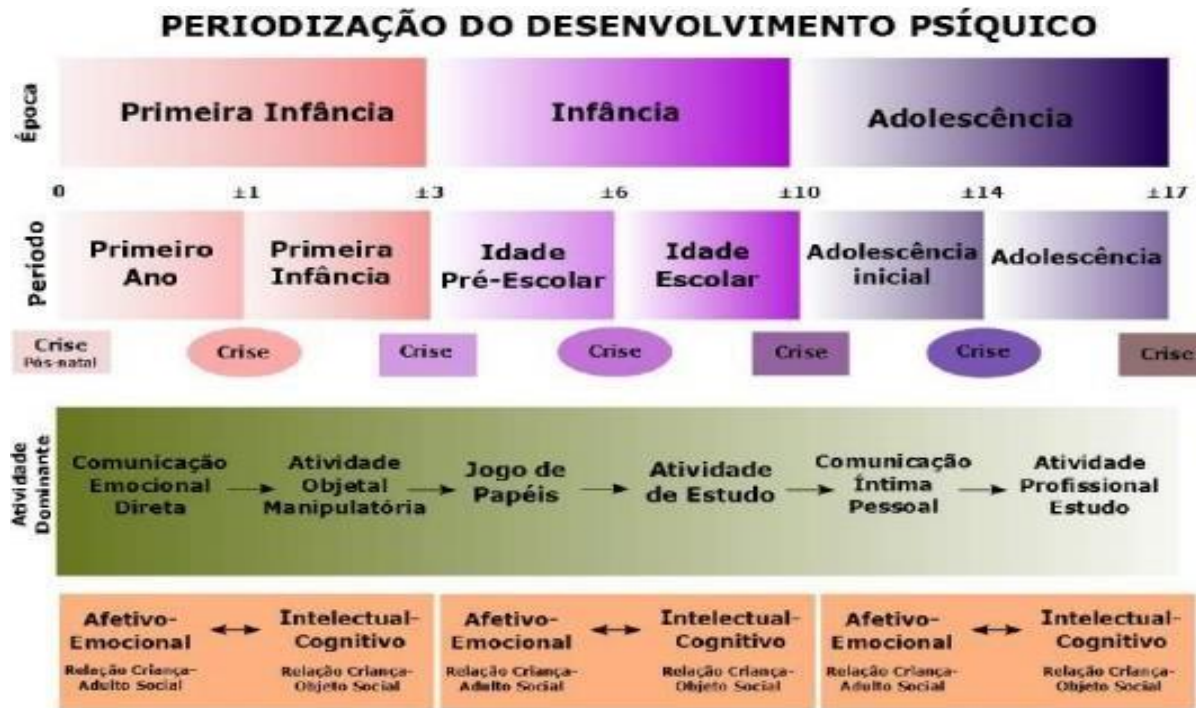 PERIODIZAÇÃO DO DESENVOLVIMENTO PSÍQUICO
Época
Primeira Infância
Infância
Adolescência
0 ±1 ±3 ±6 ±10 ±14 ±17
Período
Primeiro
Ano
Primeira
Infância
Idade
Pré-Escolar
Idade
Escolar
Adolescência
inicial
Adolescência
Crise
Pós-natal
Crise
Crise
Crise
Crise
Crise
Crise
Atividade
Dominante
Comunicação
Emocional
Direta
Atividade
Objetal
Manipulatória
Jogo de
Papéis
Atividade
de Estudo
Comunicação
Íntima
Pessoal
Atividade
Profissional
Estudo
Afetivo-
Emocional
Relação Criança-
Adulto Social
Intelectual-
Cognitivo
Relação Criança-
Objeto Social
Afetivo-
Emocional
Relação Criança-
Adulto Social
Intelectual-
Cognitivo
Relação Criança-
Objeto Social
Afetivo-
Emocional
Relação Criança-
Adulto Social
Intelectual-
Cognitivo
Relação Criança-
Objeto Social